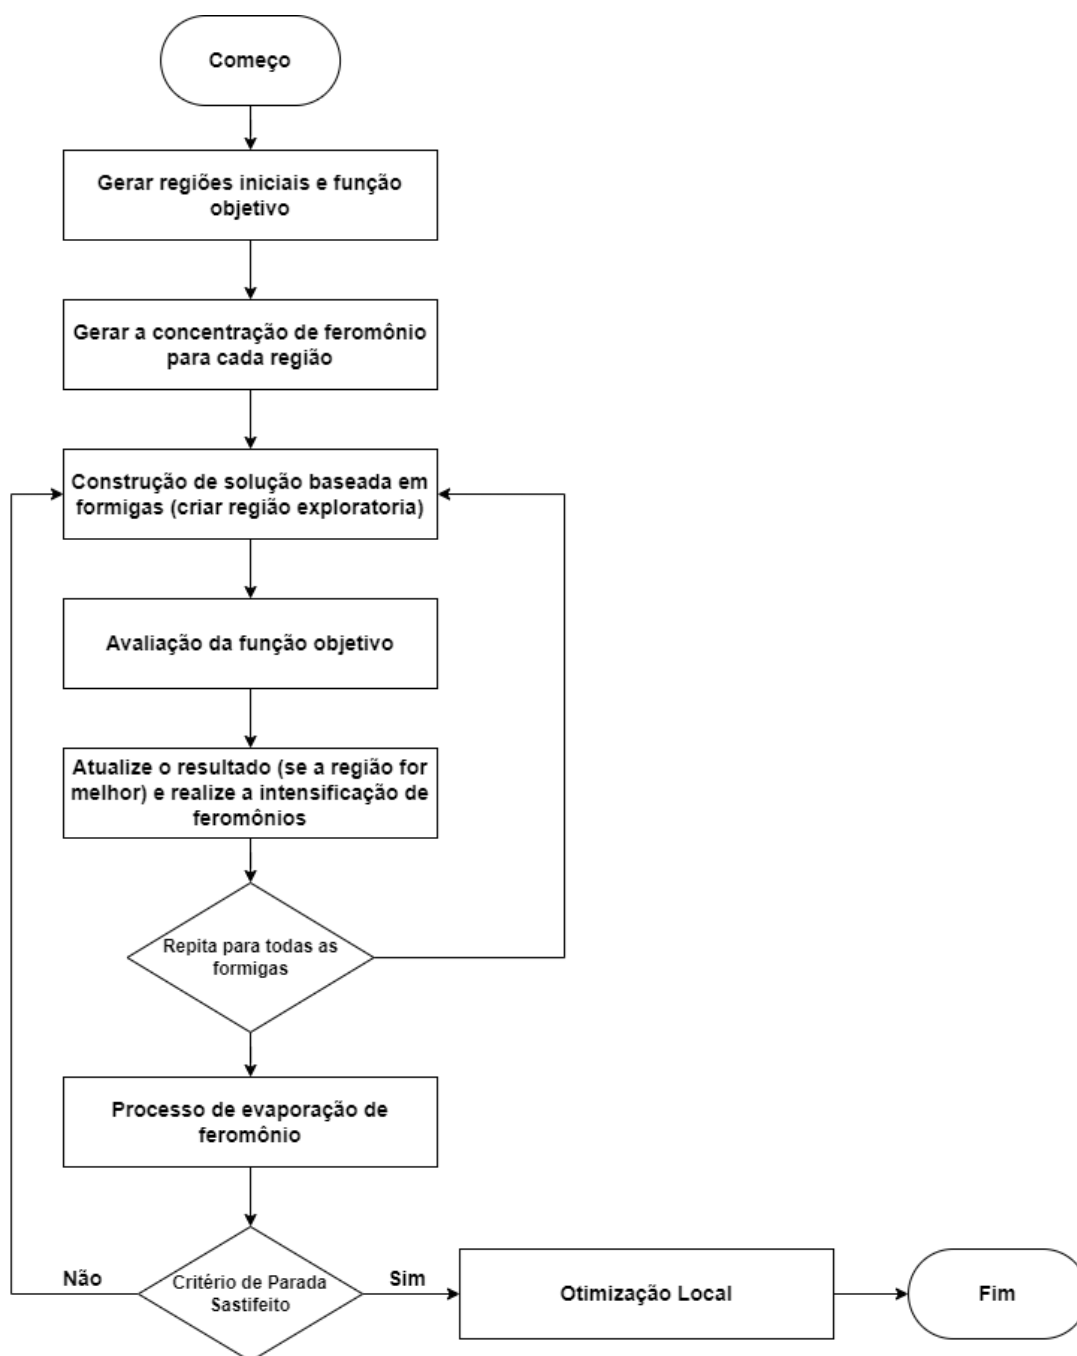 Começo
Gerar regiões iniciais e função
objetivo
Gerar a concentração de feromônio
para cada região
Construção de solução baseada em
formigas (criar região exploratoria)
Avaliação da função objetivo
Atualize o resultado (se a região for
melhor) e realize a intensificação de
feromônios
Repita para todas as
formigas
Processo de evaporação de
feromônio
Não
Critério de Parada
Sastifeito
Sim
Otimização Local
Fim